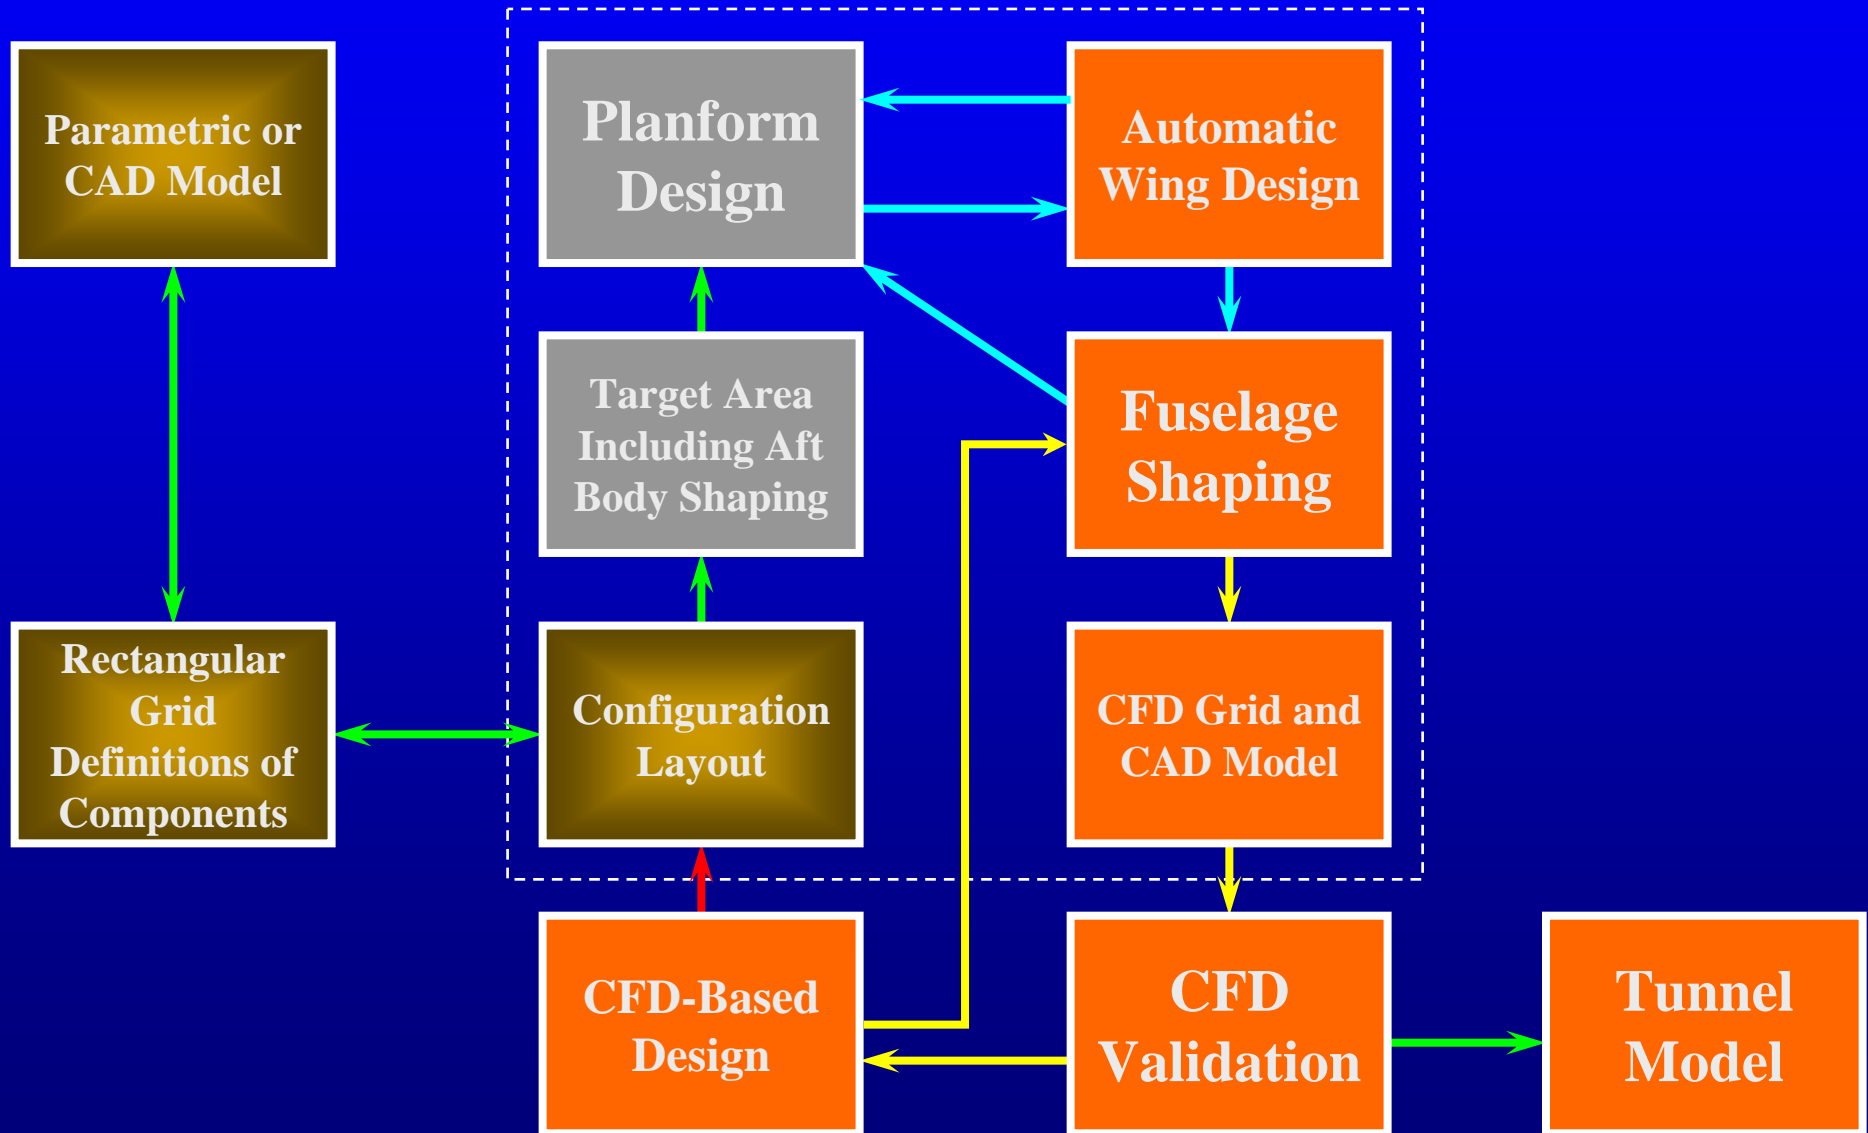 Parametric or
CAD Model
Planform
Design
Automatic
Wing Design
Target Area
Including Aft
Body Shaping
Fuselage
Shaping
Rectangular
Grid
Definitions of
Components
Configuration
Layout
CFD Grid and
CAD Model
CFD-Based
Design
CFD
Validation
Tunnel
Model